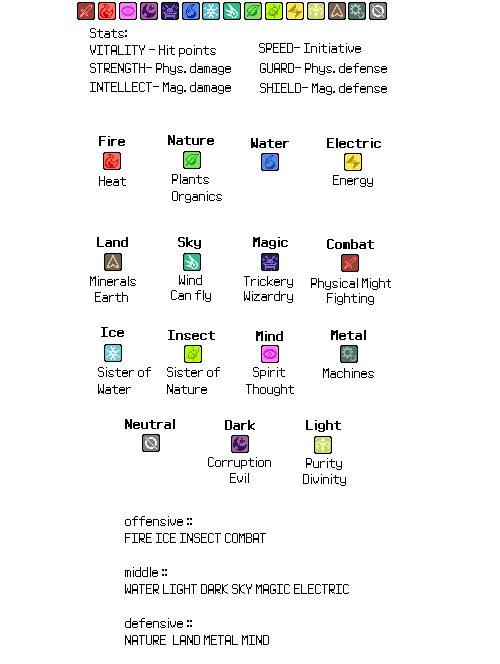 Stats:
VITALITY - Hit points
SPEED- Initiative
STRENGTH- Phys. damage
GUARD- Phys. defense
INTELLECT- Mag. damage
SHIELD- Mag. defense
Fire
Nature
Water
Electric
Heat
Plants
Organics
Energy
Land
Sky
Magic
Combat
Minerals
Earth
Wind
Can fly
Trickery
Wizardry
Physical Might
Fighting
Ice
Insect
Mind
Metal
Sister of
Water
Sister of
Nature
Spirit
Thought
Machines
Neutral
Dark
Light
Corruption
Evil
Purity
Divinity
offensive ::
FIRE ICE INSECT COMBAT
middle ::
WATER LIGHT DARK SKY MAGIC ELECTRIC
defensive ::
NATURE LAND METAL MIND